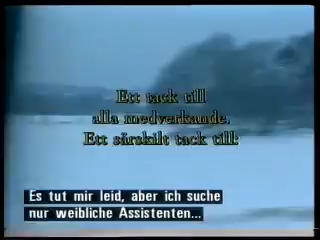 Ett tack till
alla medverkande.
Ett särskilt tack till:
Es tut mir leid, aber ich suche
nur weibliche Assistenten...